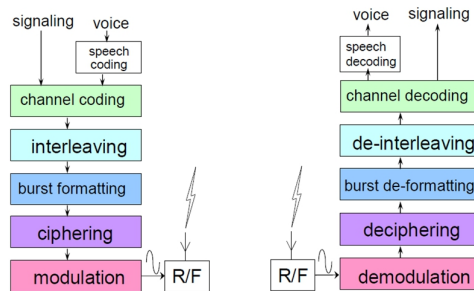 signaling
voice
speech
coding
channel coding
interleaving
burst formatting
ciphering
modulation
R/F
voice
signaling
speech
decoding
channel decoding
de-interleaving
burst de-formatting
deciphering
R/F
demodulation